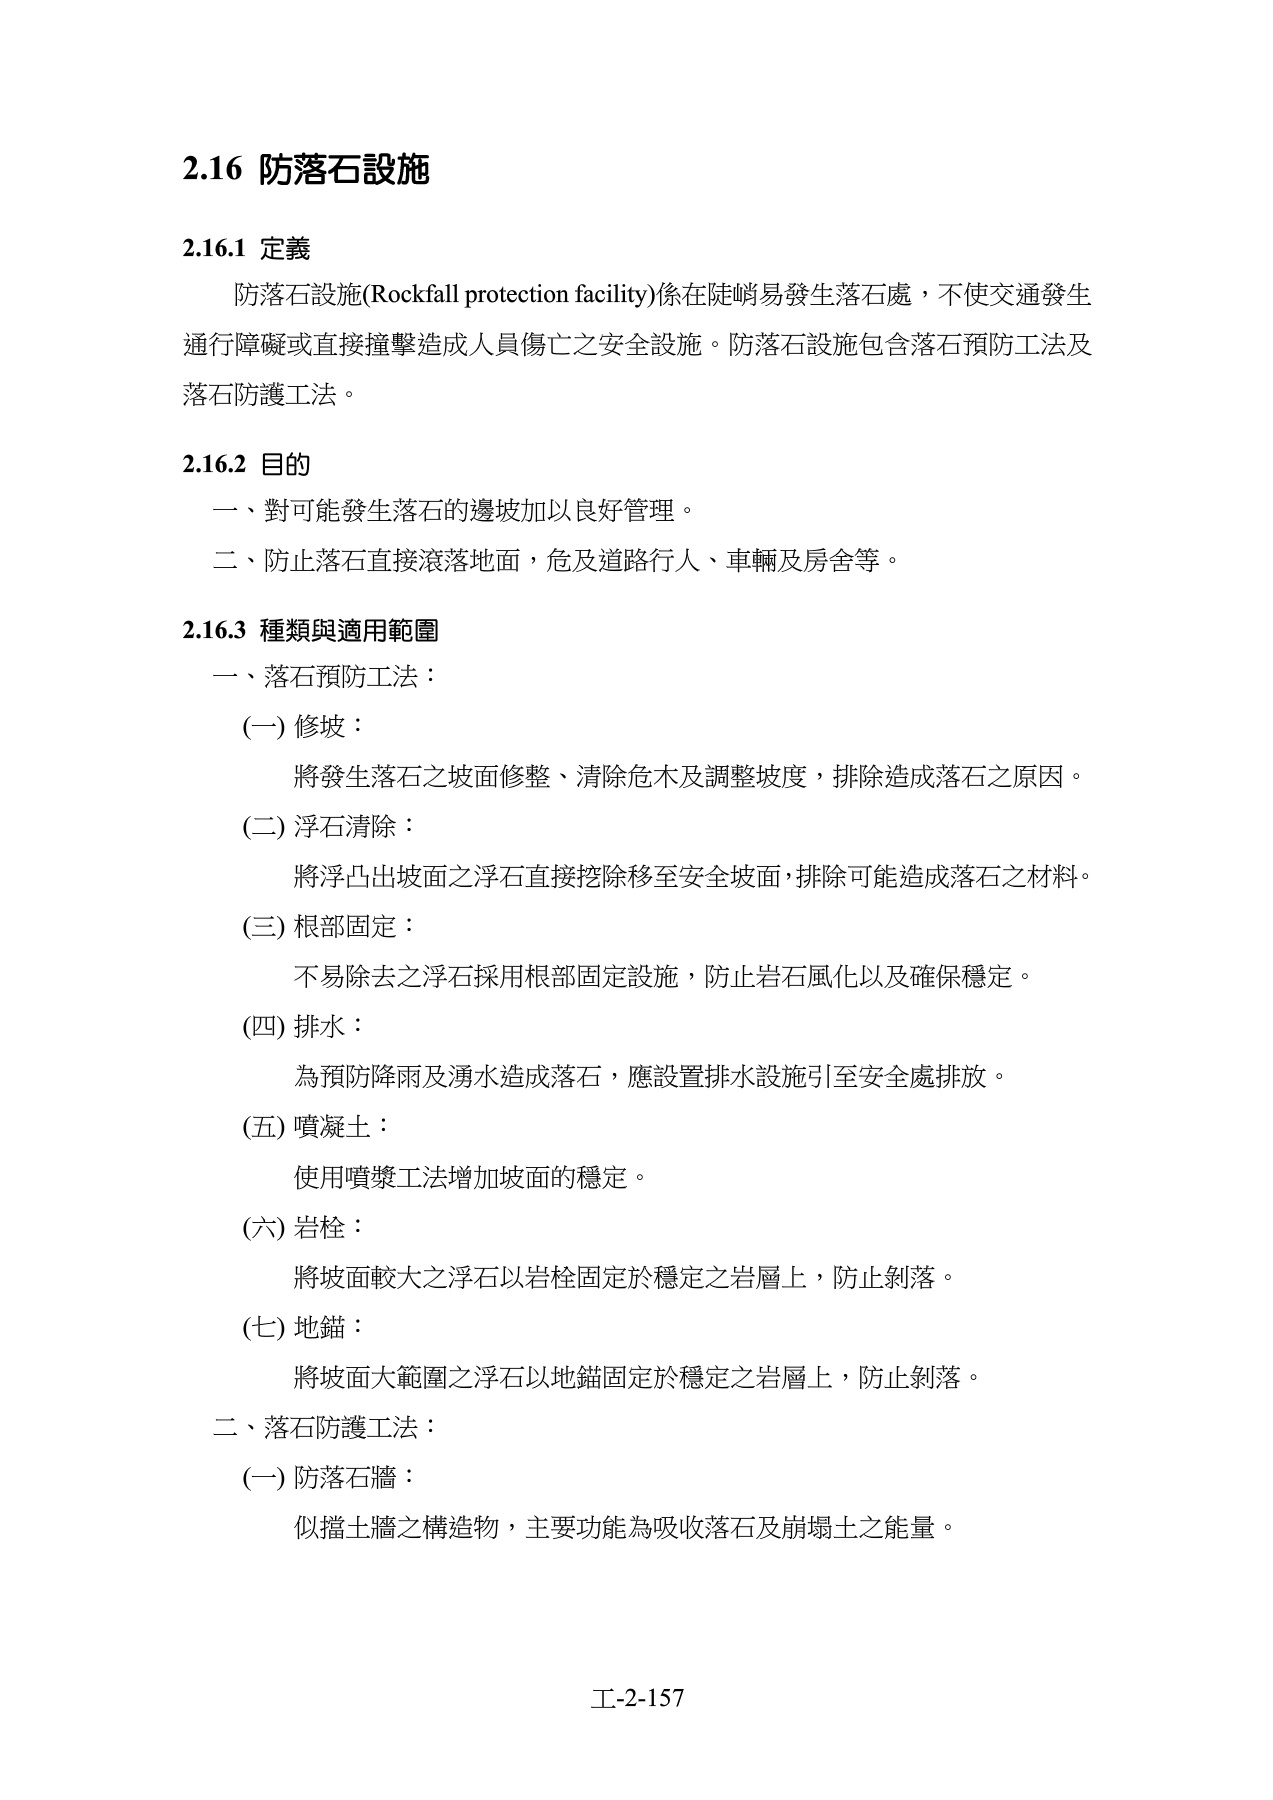 2.16 防落石設施
2.16.1 定義
防落石設施(Rockfall protection facility)係在陡峭易發生落石處，不使交通發生
通行障礙或直接撞擊造成人員傷亡之安全設施。防落石設施包含落石預防工法及
落石防護工法。
2.16.2 目的
一、對可能發生落石的邊坡加以良好管理。
二、防止落石直接滾落地面，危及道路行人、車輛及房舍等。
2.16.3 種類與適用範圍
一、落石預防工法：
(一) 修坡：
將發生落石之坡面修整、清除危木及調整坡度，排除造成落石之原因。
(二) 浮石清除：
將浮凸出坡面之浮石直接挖除移至安全坡面，排除可能造成落石之材料。
(三) 根部固定：
不易除去之浮石採用根部固定設施，防止岩石風化以及確保穩定。
(四) 排水：
為預防降雨及湧水造成落石，應設置排水設施引至安全處排放。
(五) 噴凝土：
使用噴漿工法增加坡面的穩定。
(六) 岩栓：
將坡面較大之浮石以岩栓固定於穩定之岩層上，防止剝落。
(七) 地錨：
將坡面大範圍之浮石以地錨固定於穩定之岩層上，防止剝落。
二、落石防護工法：
(一) 防落石牆：
似擋土牆之構造物，主要功能為吸收落石及崩塌土之能量。
工-2-157